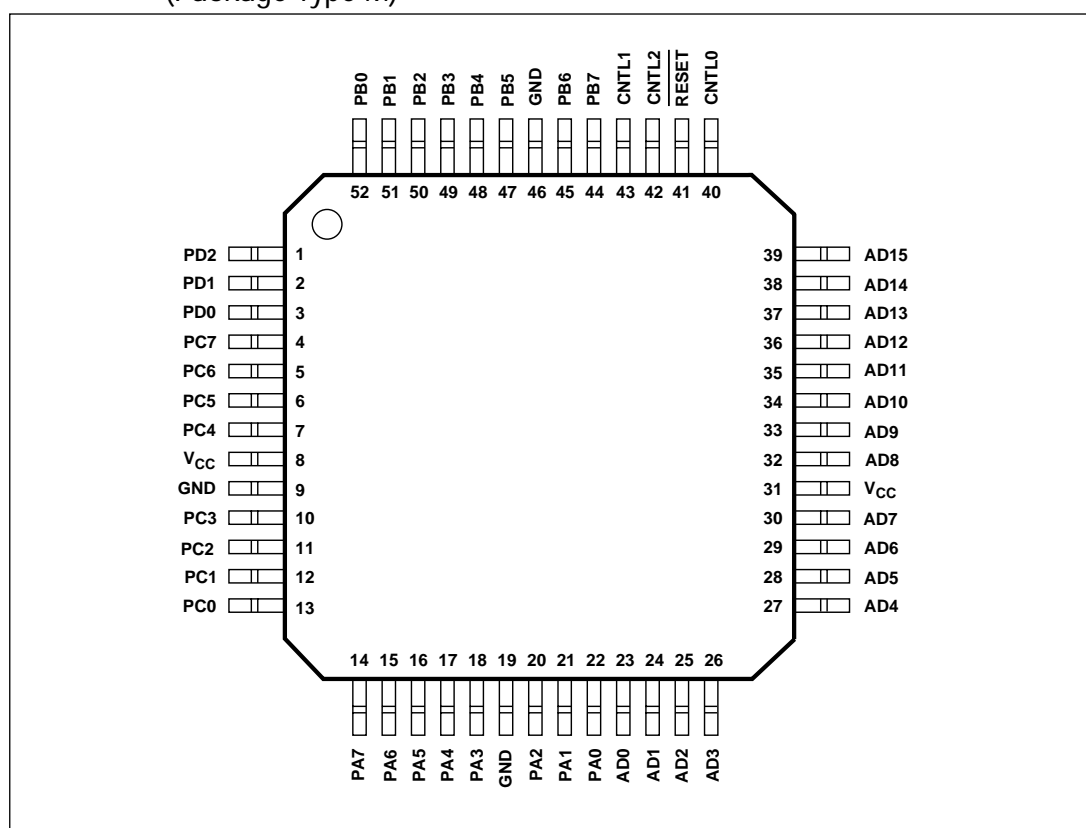 (Package Type M)
PB0 PB1 PB2 PB3 PB4 PB5 GND PB6 PB7 CNTL1 CNTL2 RESET CNTL0
52 51 50 49 48 47 46 45 44 43 42 41 40
PD2 1 39 AD15
PD1 2 38 AD14
PD0 3 37 AD13
PC7 4 36 AD12
PC6 5 35 AD11
PC5 6 34 AD10
PC4 7 33 AD9
VCC 8 32 AD8
GND 9 31 VCC
PC3 10 30 AD7
PC2 11 29 AD6
PC1 12 28 AD5
PC0 13 27 AD4
14 15 16 17 18 19 20 21 22 23 24 25 26
PA7 PA6 PA5 PA4 PA3 GND PA2 PA1 PA0 AD0 AD1 AD2 AD3